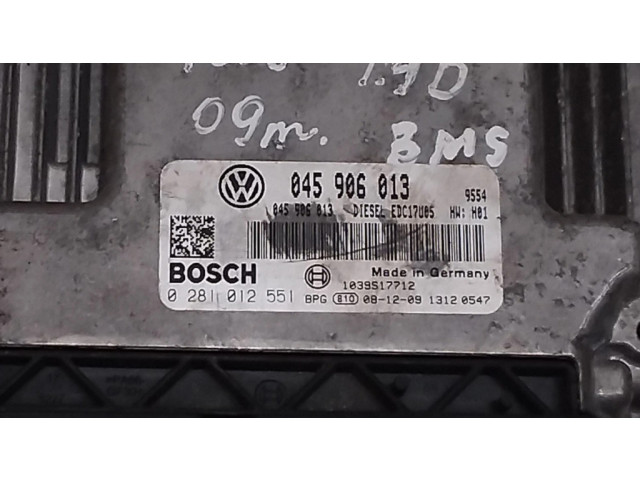 1.9D
09m. BMS
045 906 013 9554
045 906 013 DIESEL EDC17U05 HW: H01
BOSCH Made in Germany
1039S17712
0 281 012 551 BPG 810 08-12-09 1312 0547